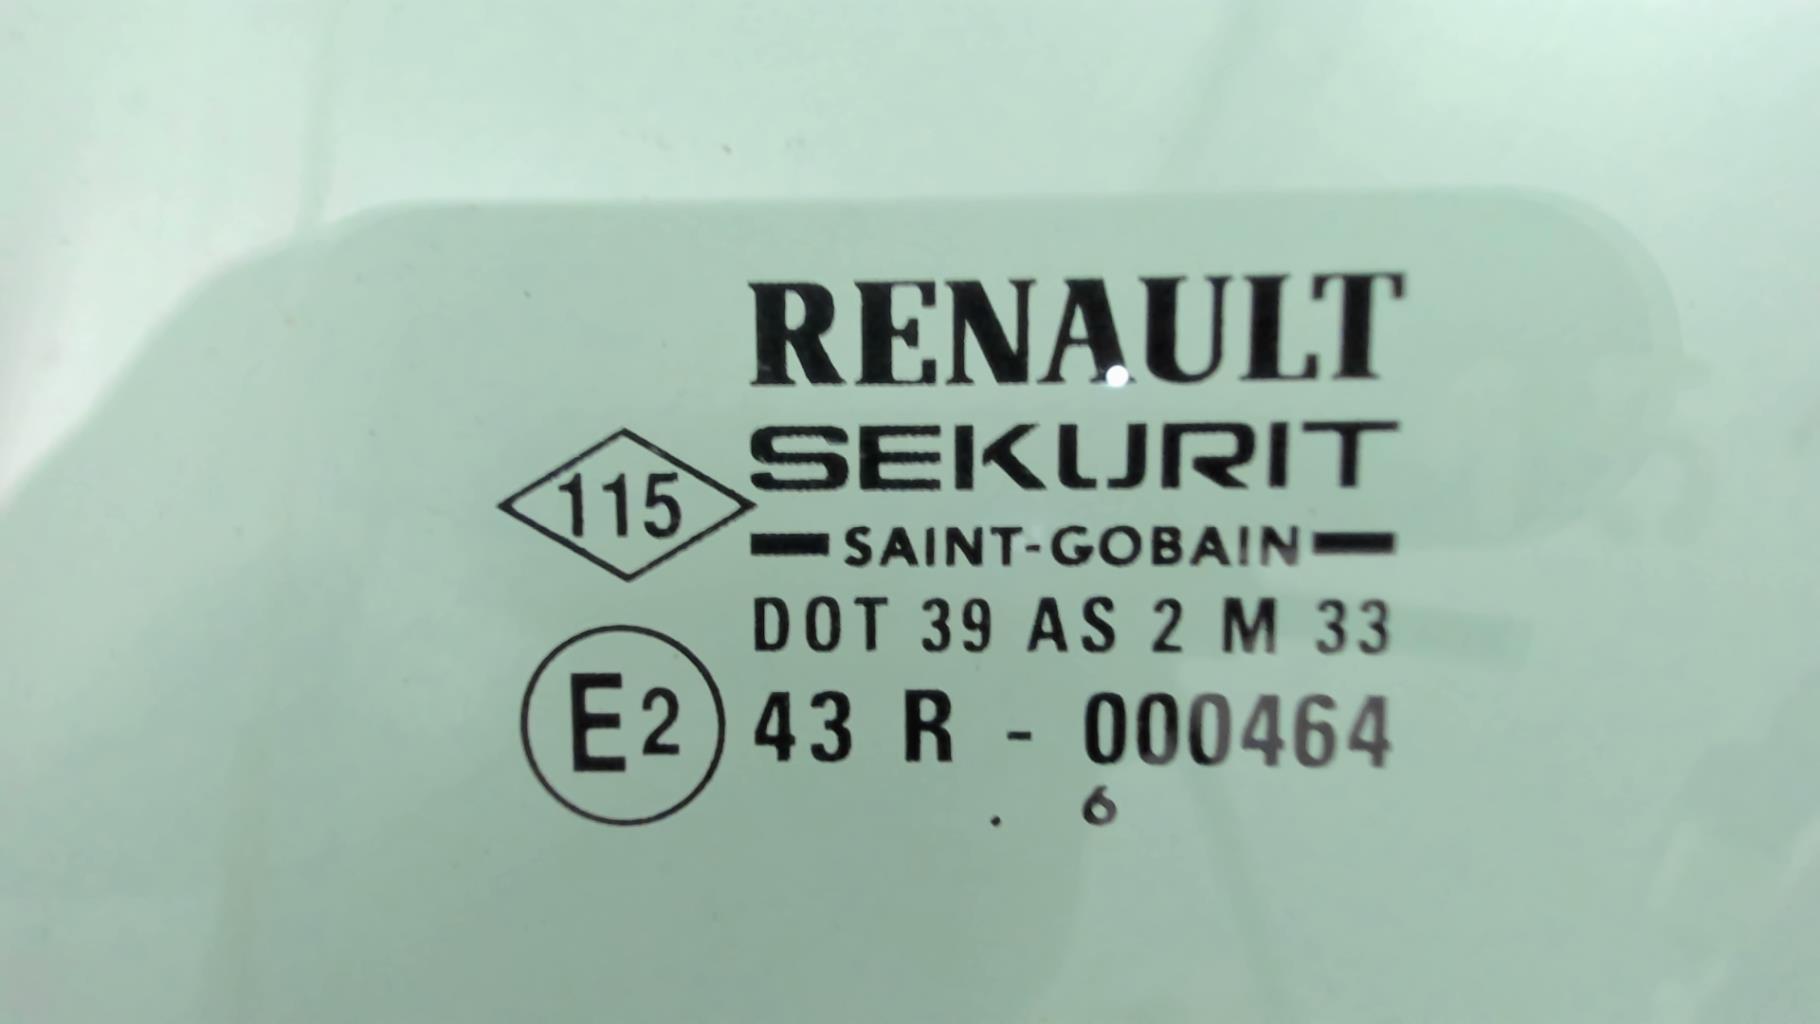 RENAULT
SEKURIT
115
SAINT-GOBAIN
DOT 39 AS 2 M 33
E2 43 R - 000464
. 6